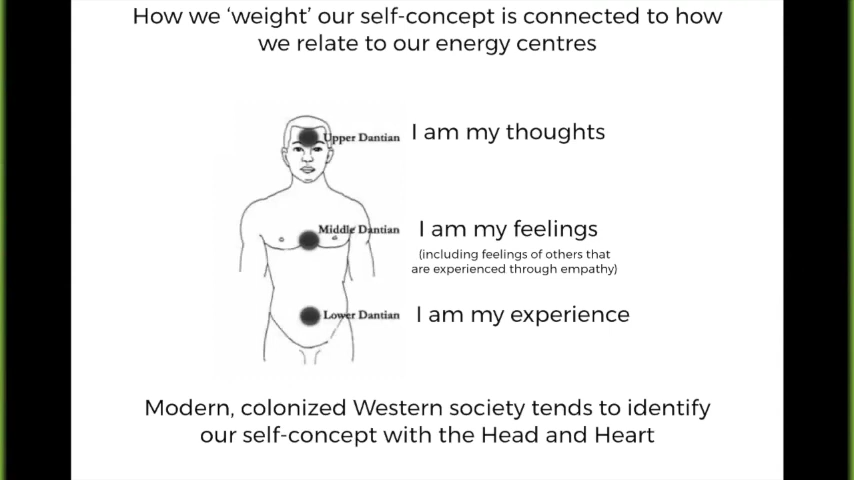 How we ‘weight’ our self-concept is connected to how
we relate to our energy centres
Upper Dantian I am my thoughts
Middle Dantian I am my feelings
(including feelings of others that
are experienced through empathy)
Lower Dantian I am my experience
Modern, colonized Western society tends to identify
our self-concept with the Head and Heart